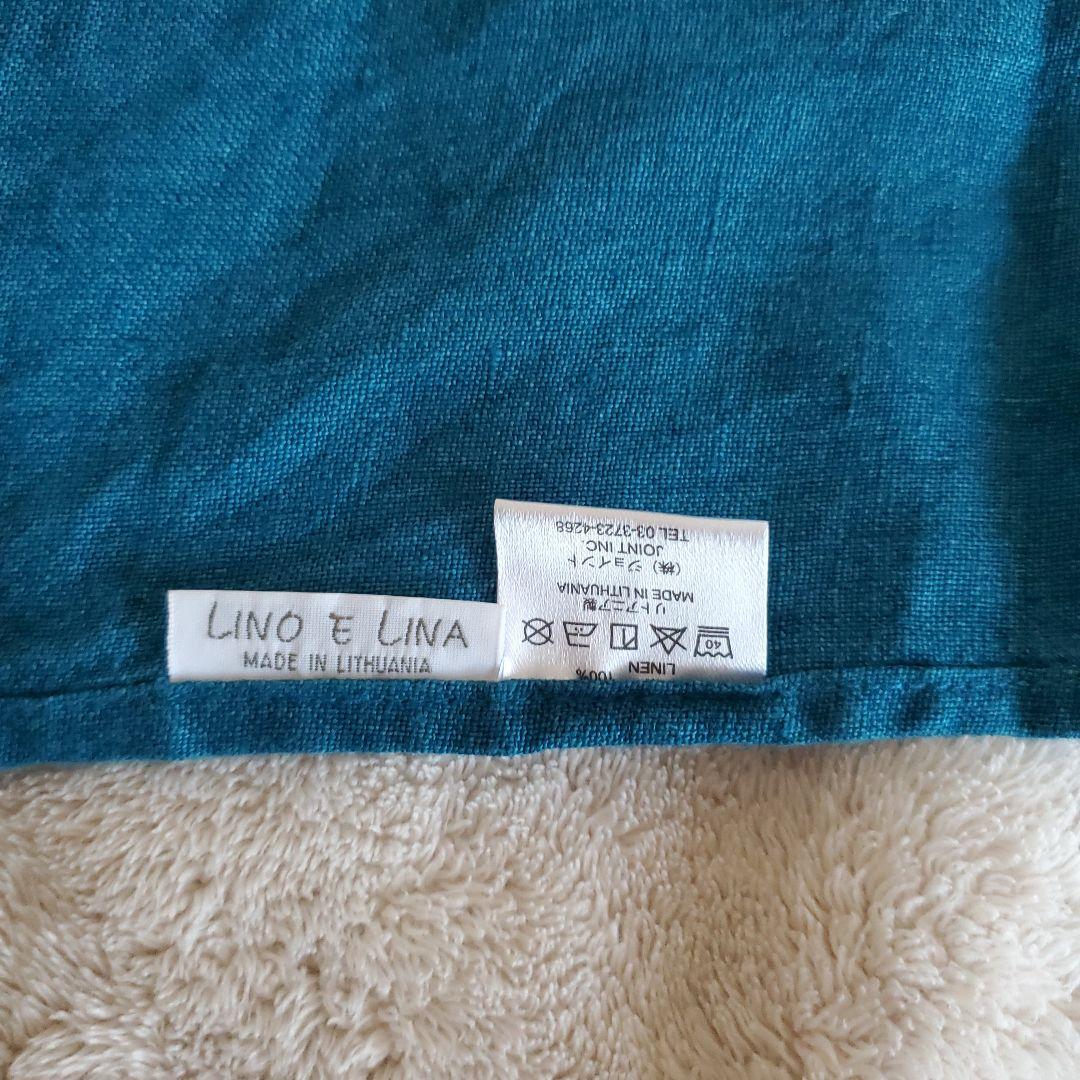 LINO E LINA
MADE IN LITHUANIA
100%
LINEN
40
リトアニア製
MADE IN LITHUANIA
(株) ジョイント
JOINT INC.
TEL 03-3723-4268